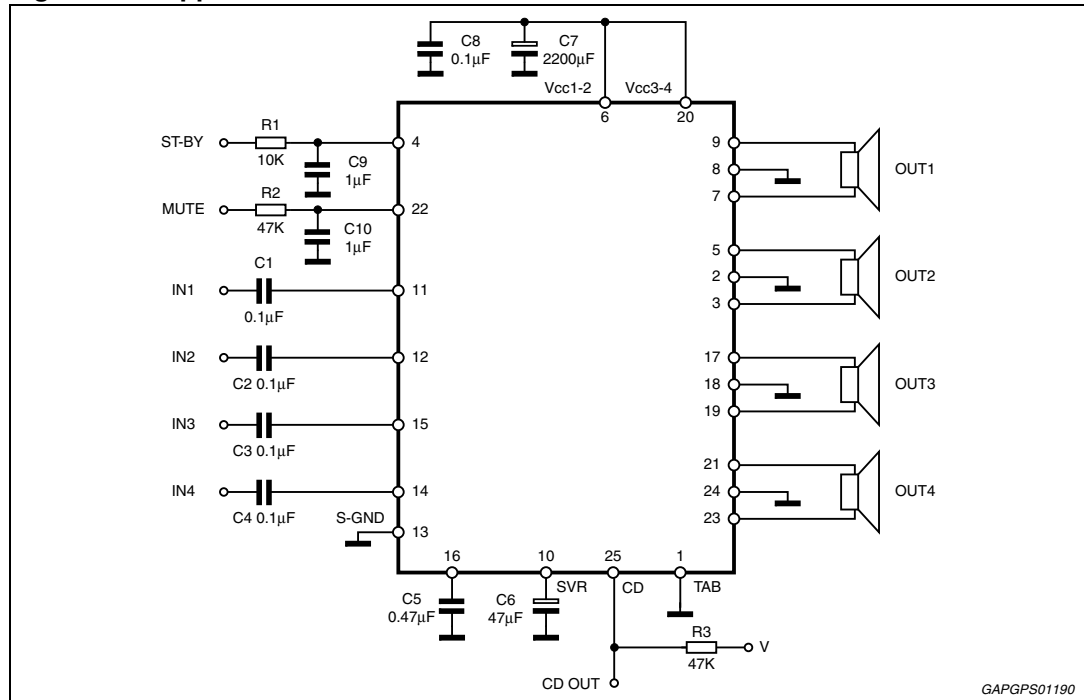 C8
0.1µF
C7
2200µF
Vcc1-2
Vcc3-4
6
20
ST-BY
R1
10K
4
C9
1µF
MUTE
R2
47K
22
C10
1µF
IN1
C1
0.1µF
11
IN2
C2 0.1µF
12
IN3
C3 0.1µF
15
IN4
C4 0.1µF
14
S-GND
13
9
8
7
OUT1
5
2
3
OUT2
17
18
19
OUT3
21
24
23
OUT4
16
10
25
1
SVR
CD
TAB
C5
0.47µF
C6
47µF
R3
47K
V
CD OUT
GAPGPS01190